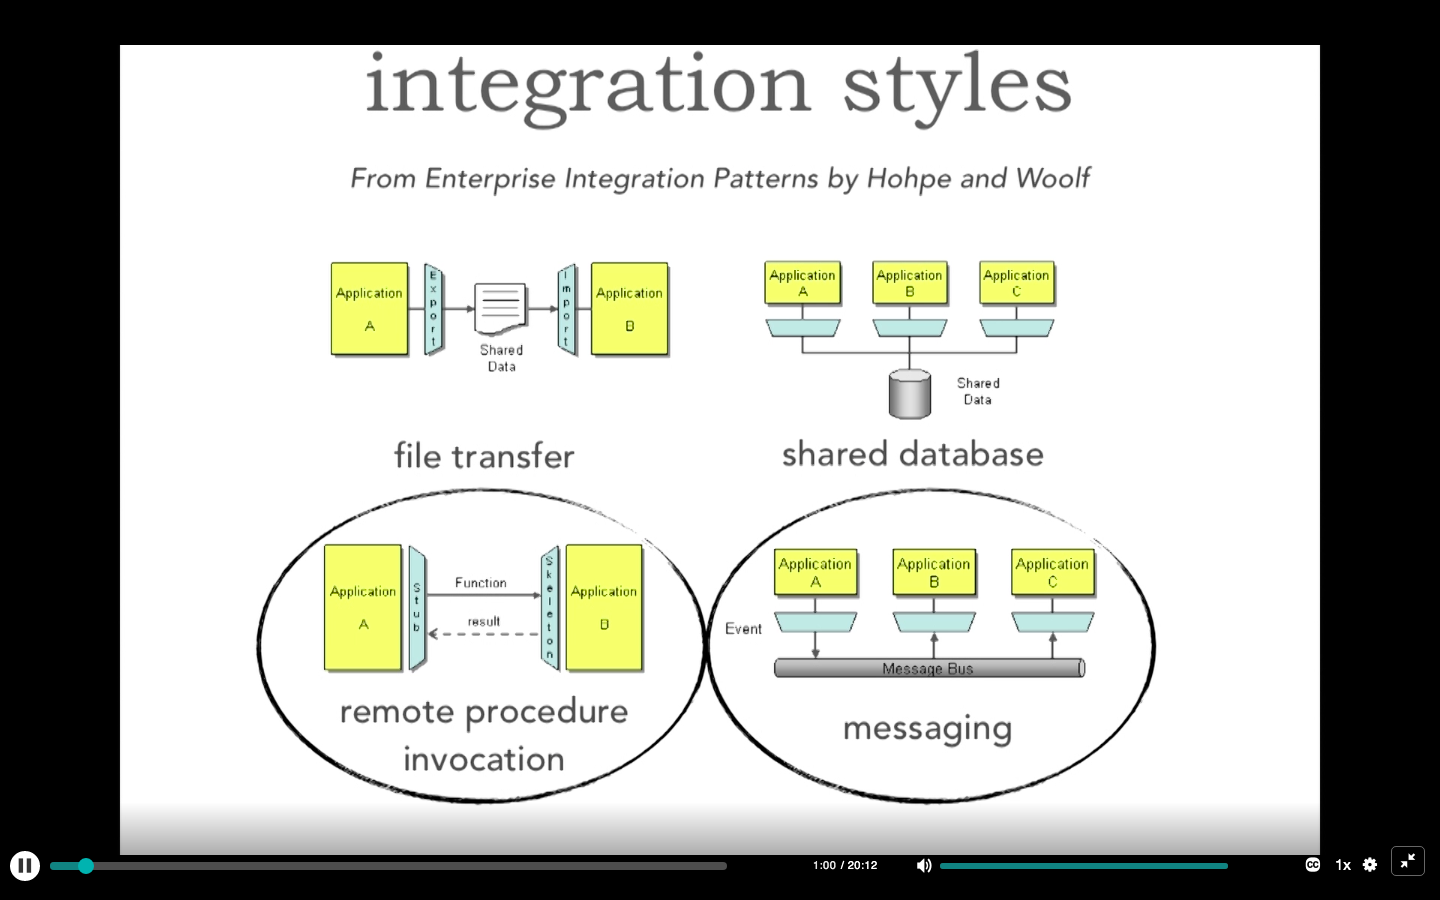 integration styles
From Enterprise Integration Patterns by Hohpe and Woolf
Application
A
Export
Shared
Data
Import
Application
B
file transfer
Application
A
Application
B
Application
C
Shared
Data
shared database
Application
A
Stub
Function
result
Skeleton
Application
B
remote procedure
invocation
Application
A
Application
B
Application
C
Event
Message Bus
messaging
1:00 / 20:12
CC
1x